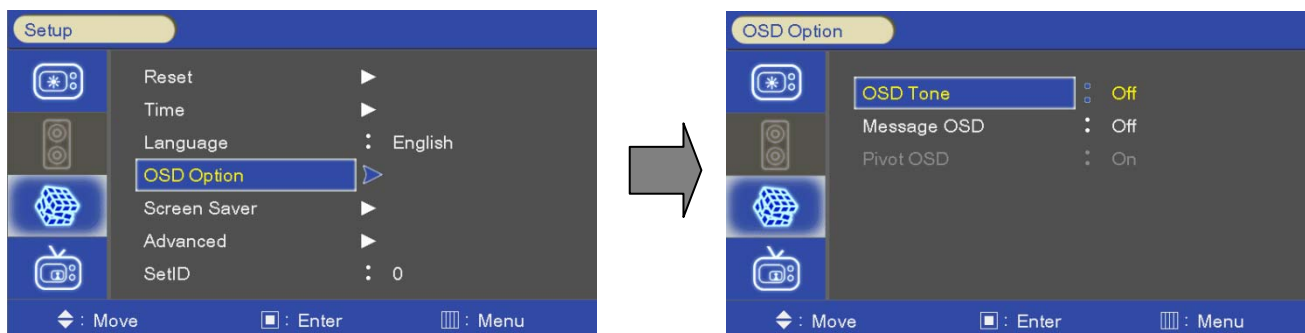 Setup
Reset
Time
Language : English
OSD Option
Screen Saver
Advanced
SetID : 0
: Move : Enter : Menu
OSD Option
OSD Tone : Off
Message OSD : Off
Pivot OSD : On
: Move : Enter : Menu